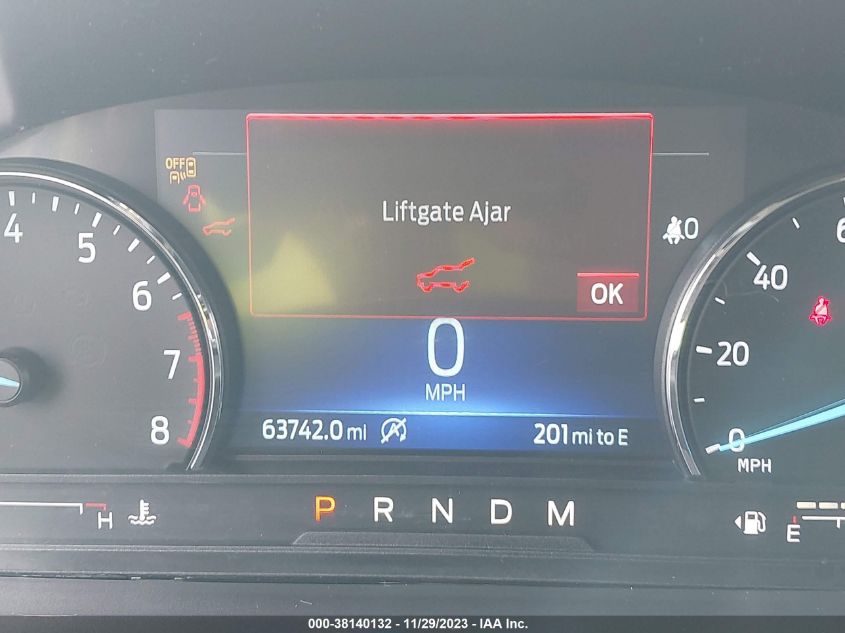 OFF
Liftgate Ajar
OK
0
4
5
6
7
8
0
MPH
63742.0 mi
201 mi to E
40
20
0
MPH
H
P R N D M
E
000-38140132 - 11/29/2023 - IAA Inc.